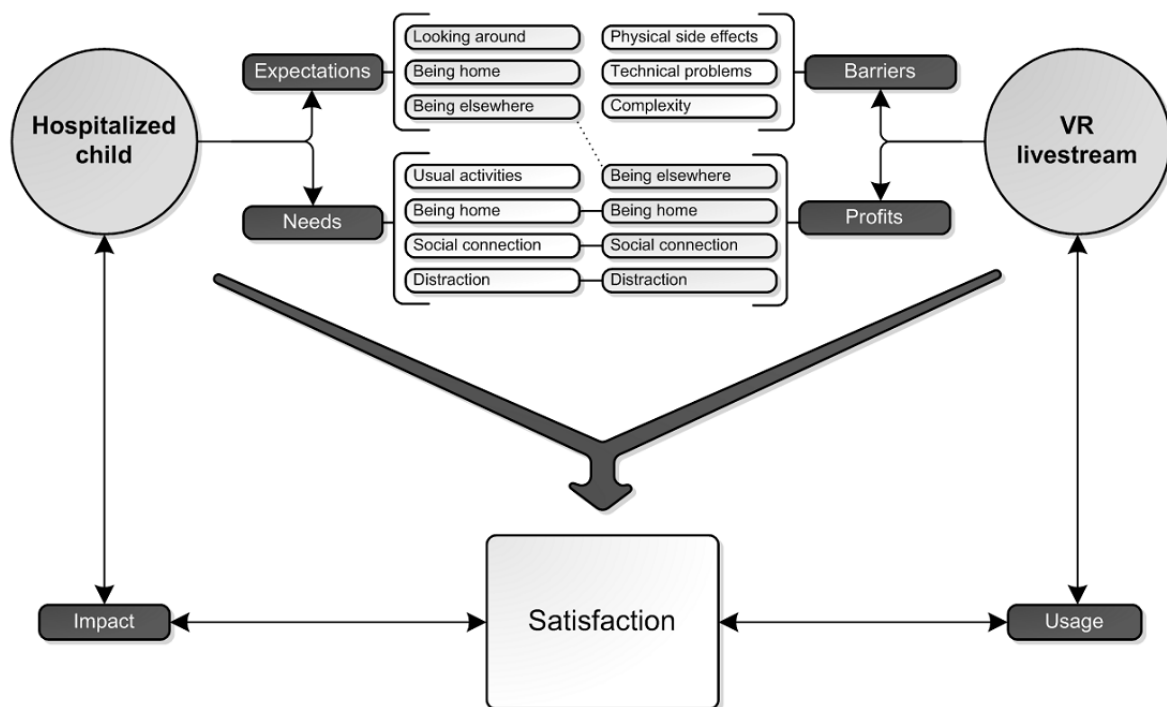 Hospitalized
child
Expectations
Needs
Looking around
Being home
Being elsewhere
Usual activities
Being home
Social connection
Distraction
Physical side effects
Technical problems
Complexity
Being elsewhere
Being home
Social connection
Distraction
Barriers
Profits
VR
livestream
Impact
Satisfaction
Usage